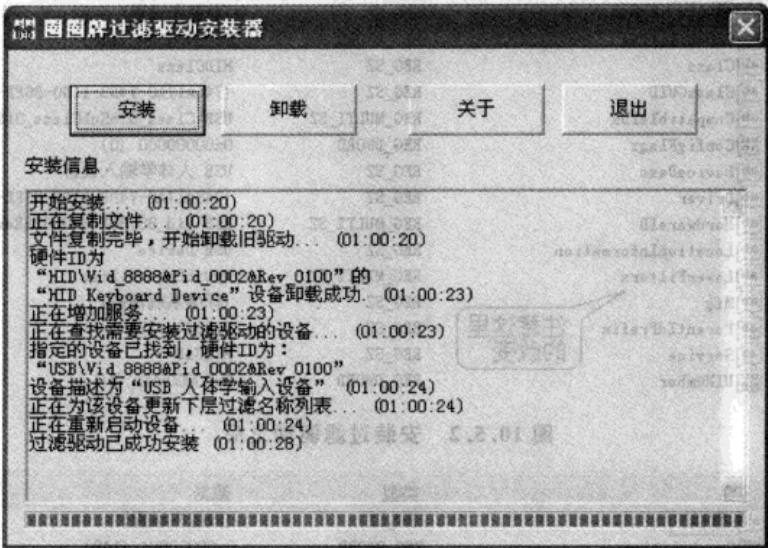 圈圈牌过滤驱动安装器
安装 卸载 关于 退出
安装信息
开始安装... (01:00:20)
正在复制文件... (01:00:20)
文件复制完毕，开始卸载旧驱动... (01:00:20)
硬件ID为
“HID\Vid_8888&Pid_0002&Rev_0100”的
“HID Keyboard Device”设备卸载成功. (01:00:23)
正在增加服务... (01:00:23)
正在查找需要安装过滤驱动的设备... (01:00:23)
指定的设备已找到，硬件ID为：
“USB\Vid_8888&Pid_0002&Rev_0100”
设备描述为“USB 人体学输入设备” (01:00:24)
正在为该设备更新下层过滤名称列表... (01:00:24)
正在重新启动设备... (01:00:24)
过滤驱动已成功安装 (01:00:28)